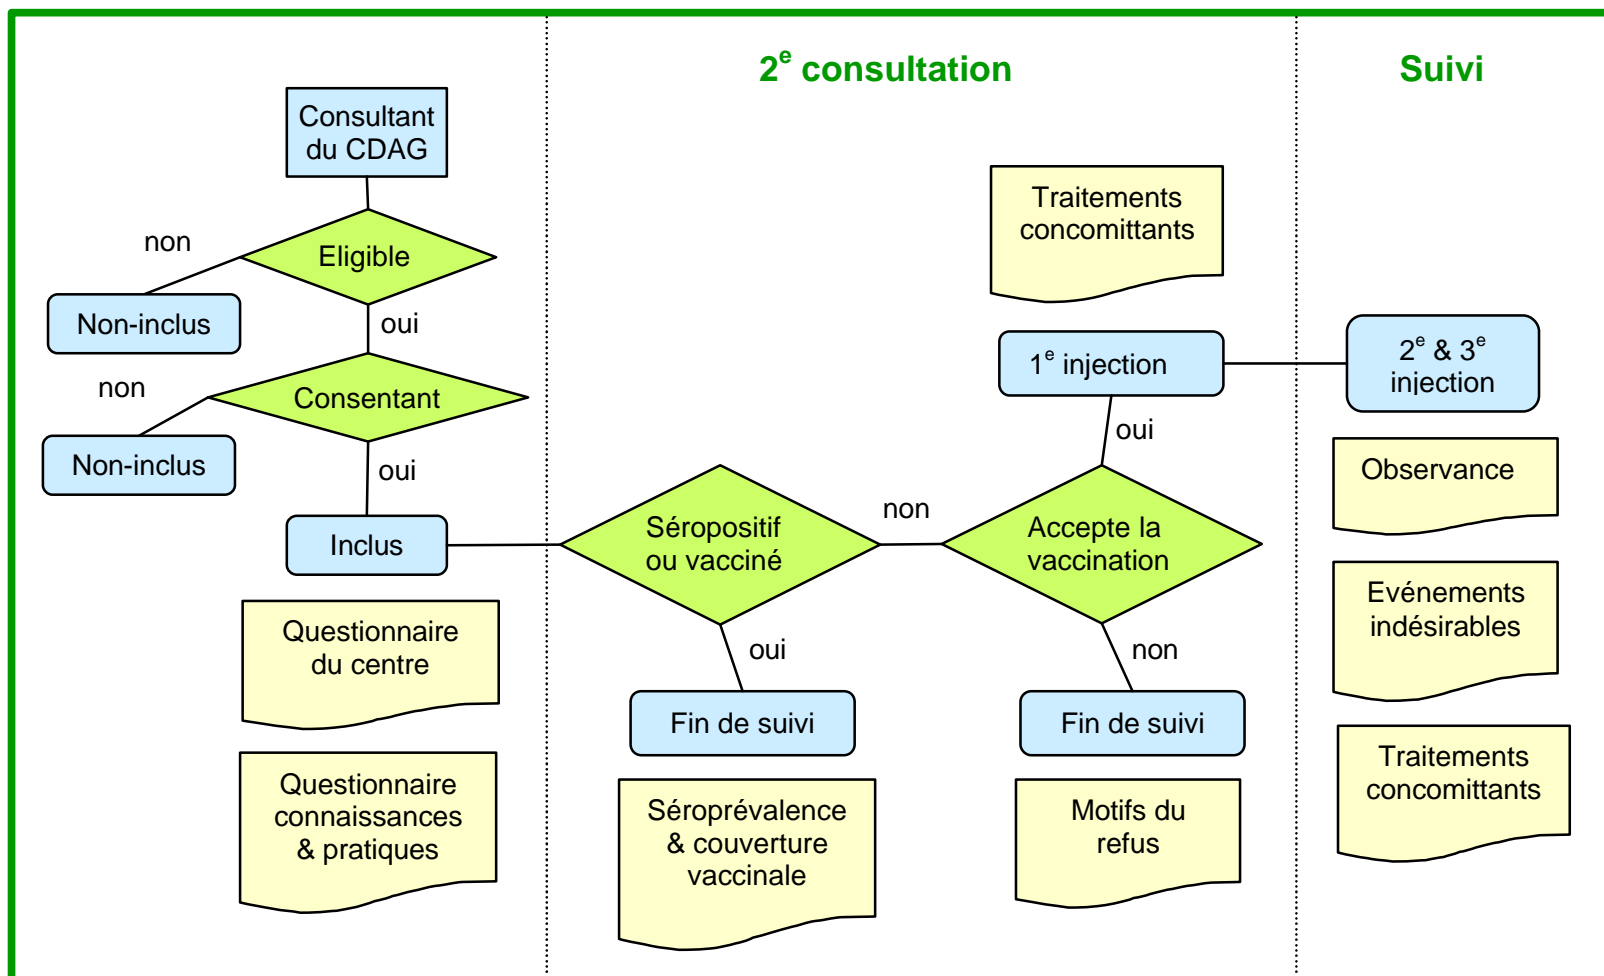 2e consultation
Suivi
Consultant
du CDAG
non
Eligible
Non-inclus
oui
non
Consentant
Non-inclus
oui
Inclus
Questionnaire
du centre
Questionnaire
connaissances
& pratiques
Séropositif
ou vacciné
non
oui
Fin de suivi
Séroprévalence
& couverture
vaccinale
Traitements
concomittants
1e injection
oui
Accepte la
vaccination
non
Fin de suivi
Motifs du
refus
2e & 3e
injection
Observance
Evénements
indésirables
Traitements
concomittants